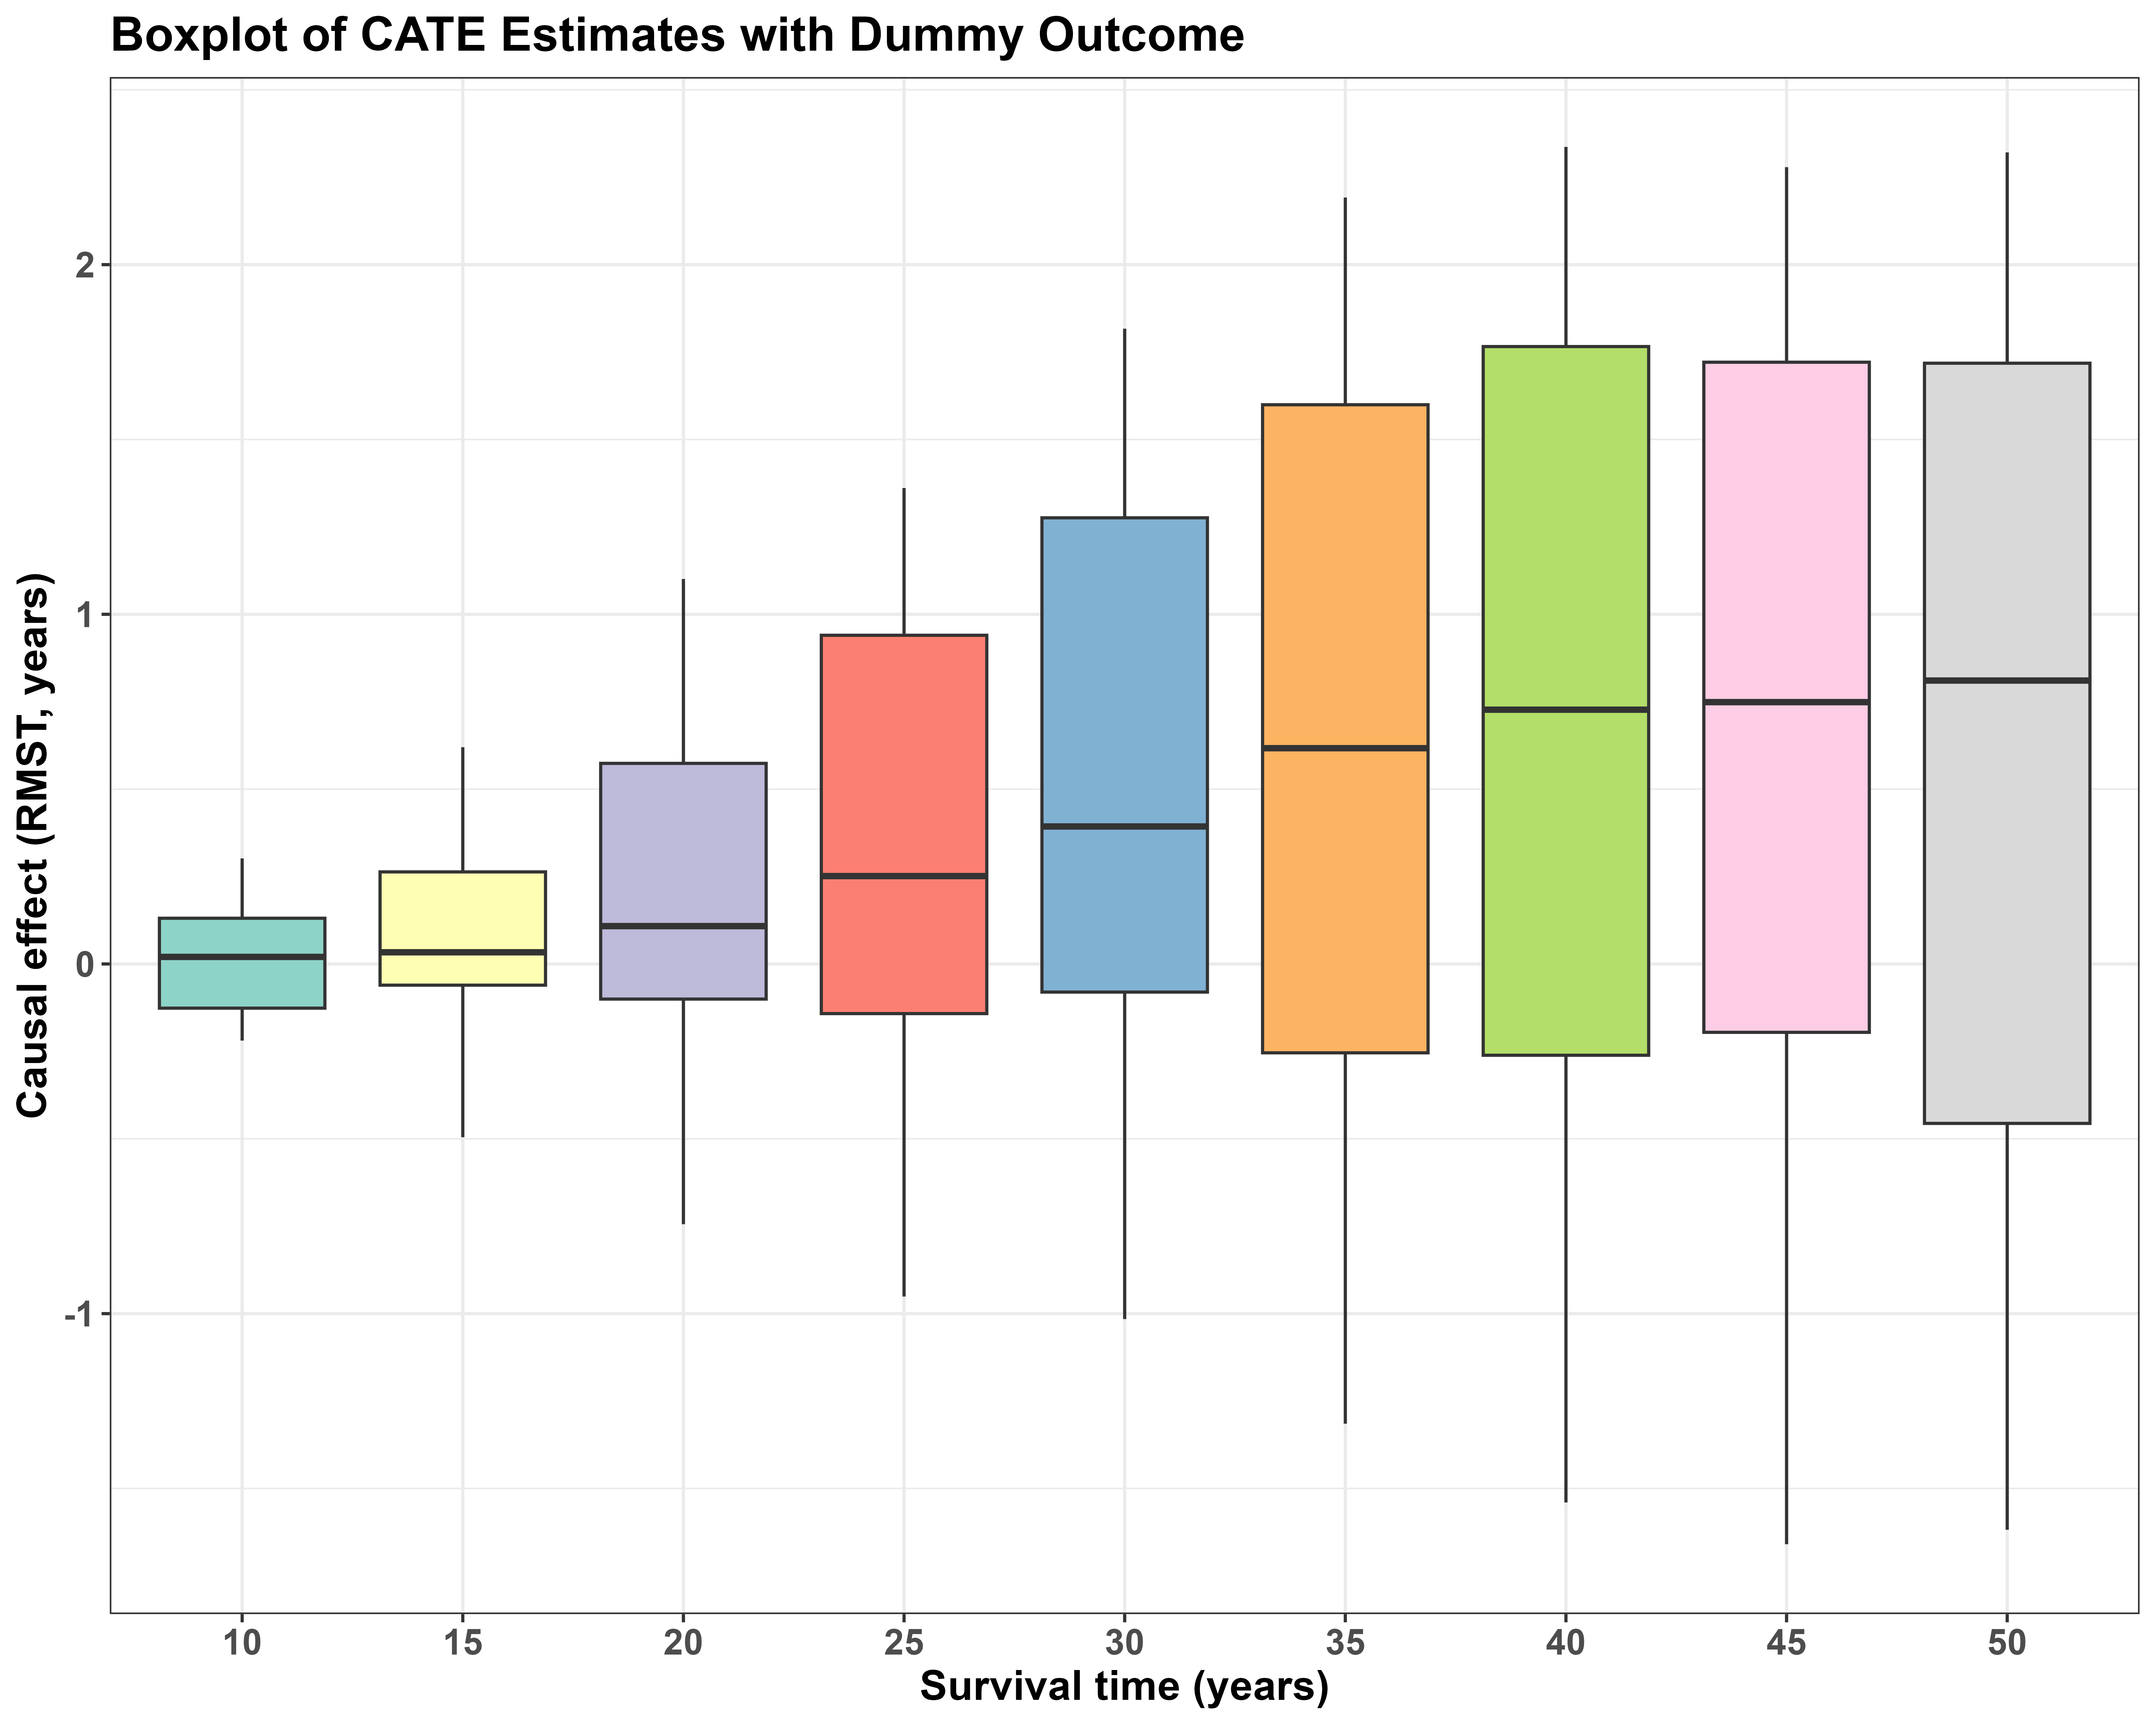 Boxplot of CATE Estimates with Dummy Outcome
Causal effect (RMST, years)
2
1
0
-1
10 15 20 25 30 35 40 45 50
Survival time (years)